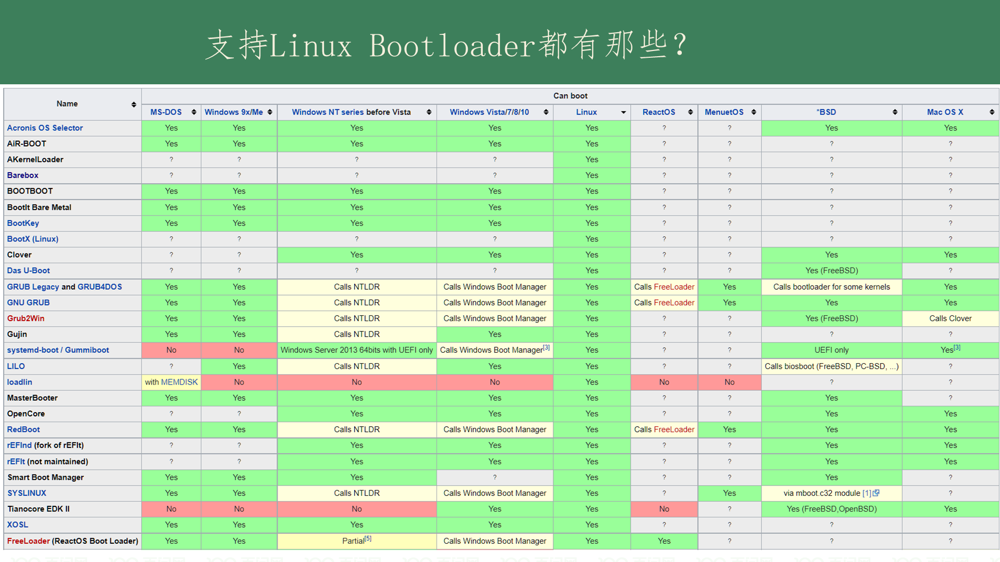 支持Linux Bootloader都有那些？
Name Can boot
MS-DOS Windows 9x/Me Windows NT series before Vista Windows Vista/7/8/10 Linux ReactOS MenuetOS *BSD Mac OS X
Acronis OS Selector Yes Yes Yes Yes Yes ? ? Yes Yes
AiR-BOOT Yes Yes Yes Yes Yes ? ? ? ?
AKernelLoader ? ? ? ? Yes ? ? ? ?
Barebox ? ? ? ? Yes ? ? ? ?
BOOTBOOT Yes Yes Yes Yes Yes ? ? ? ?
BootIt Bare Metal Yes Yes Yes Yes Yes ? ? ? ?
BootKey Yes Yes Yes Yes Yes ? ? ? ?
BootX (Linux) ? ? ? ? Yes ? ? ? ?
Clover ? ? Yes Yes Yes ? ? Yes Yes
Das U-Boot ? ? ? ? Yes ? ? Yes (FreeBSD) ?
GRUB Legacy and GRUB4DOS Yes Yes Calls NTLDR Calls Windows Boot Manager Yes Calls FreeLoader Yes Calls bootloader for some kernels Yes
GNU GRUB Yes Yes Calls NTLDR Calls Windows Boot Manager Yes Calls FreeLoader Yes Yes Yes
Grub2Win Yes Yes Calls NTLDR Calls Windows Boot Manager Yes ? ? Yes (FreeBSD) Calls Clover
Gujin Yes Yes Calls NTLDR Yes Yes ? ? ? ?
systemd-boot / Gummiboot No No Windows Server 2013 64bits with UEFI only Calls Windows Boot Manager[3] Yes ? ? UEFI only Yes[3]
LILO ? Yes Calls NTLDR Yes Yes ? ? Calls biosboot (FreeBSD, PC-BSD, ...) ?
loadlin with MEMDISK No No No Yes No No ? ?
MasterBooter Yes Yes Yes Yes Yes ? ? Yes ?
OpenCore ? ? Yes Yes Yes ? ? Yes Yes
RedBoot Yes Yes Calls NTLDR Calls Windows Boot Manager Yes Calls FreeLoader Yes Yes Yes
rEFInd (fork of rEFIt) ? ? Yes Yes Yes ? ? Yes Yes
rEFIt (not maintained) ? ? Yes Yes Yes ? ? Yes Yes
Smart Boot Manager Yes Yes Yes ? Yes ? ? Yes ?
SYSLINUX Yes Yes Calls NTLDR Calls Windows Boot Manager Yes ? Yes via mboot.c32 module [1] ?
Tianocore EDK II No No No Yes Yes No ? Yes (FreeBSD,OpenBSD) Yes
XOSL Yes Yes Yes Yes Yes ? ? ? ?
FreeLoader (ReactOS Boot Loader) Yes Yes Partial[5] Calls Windows Boot Manager Yes Yes ? ? ?